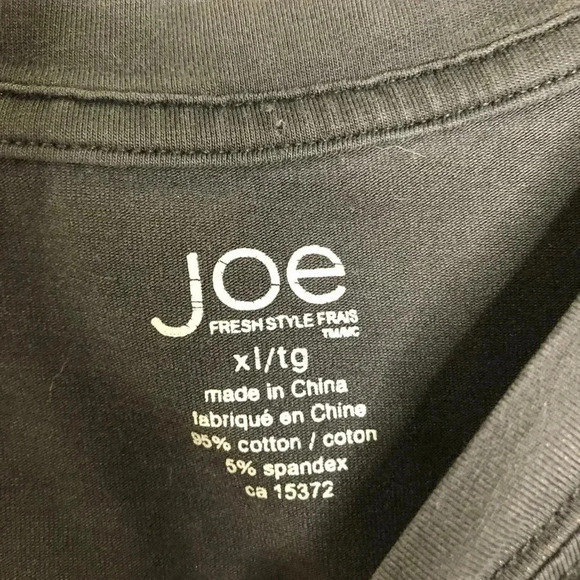 Joe
FRESH STYLE FRAIS
TM/MC
xl/tg
made in China
fabriqué en Chine
95% cotton / coton
5% spandex
ca 15372